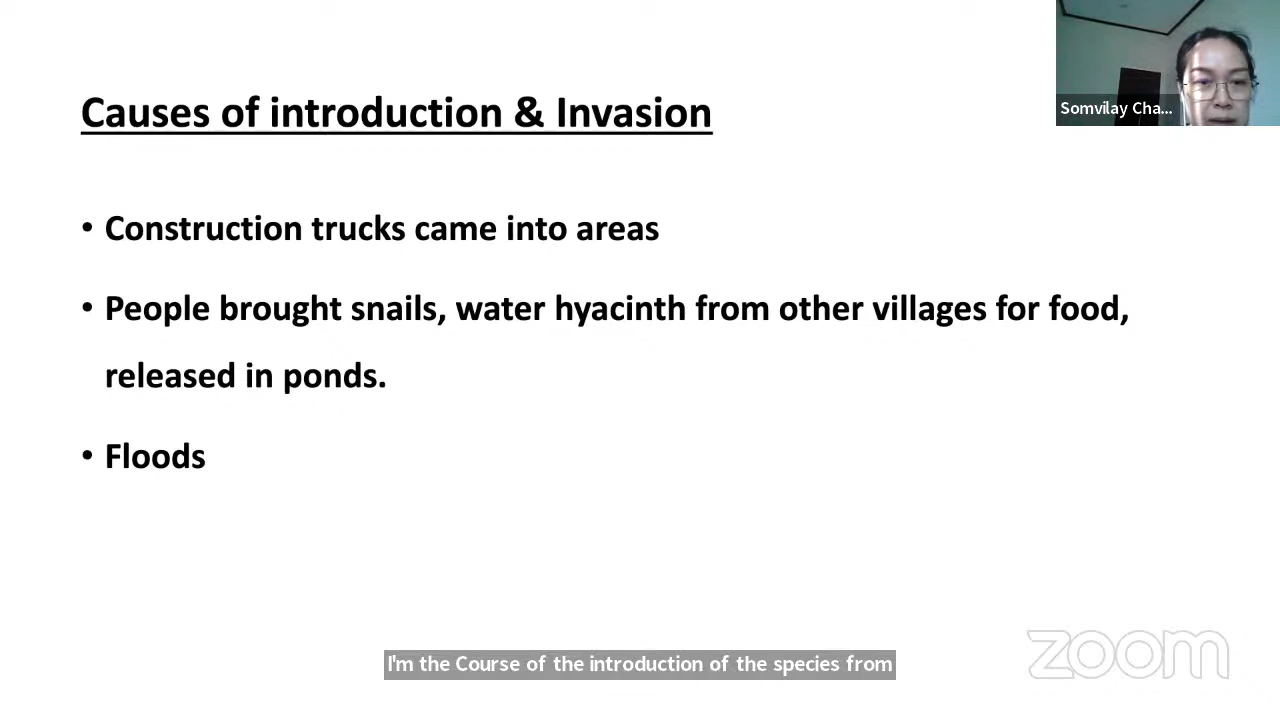 Causes of introduction & Invasion
Somvilay Cha...
• Construction trucks came into areas
• People brought snails, water hyacinth from other villages for food,
released in ponds.
• Floods
I'm the Course of the introduction of the species from
zoom